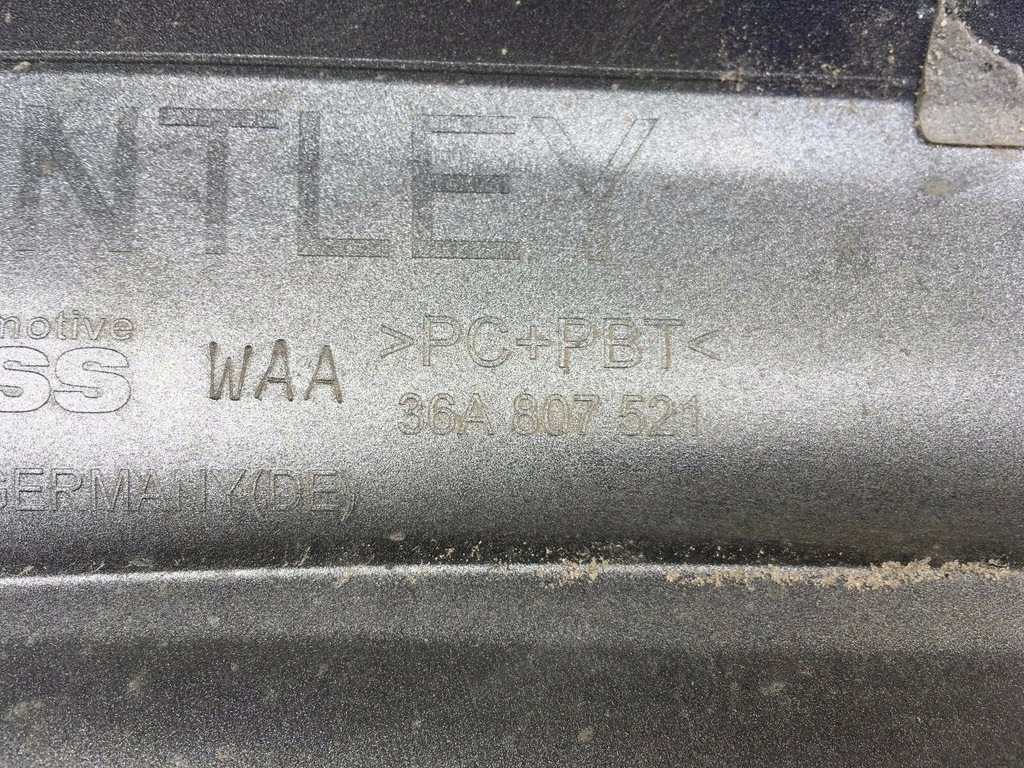 NTLEY
motive
SS
WAA
>PC+PBT<
36A 807 521
GERMANY(DE)